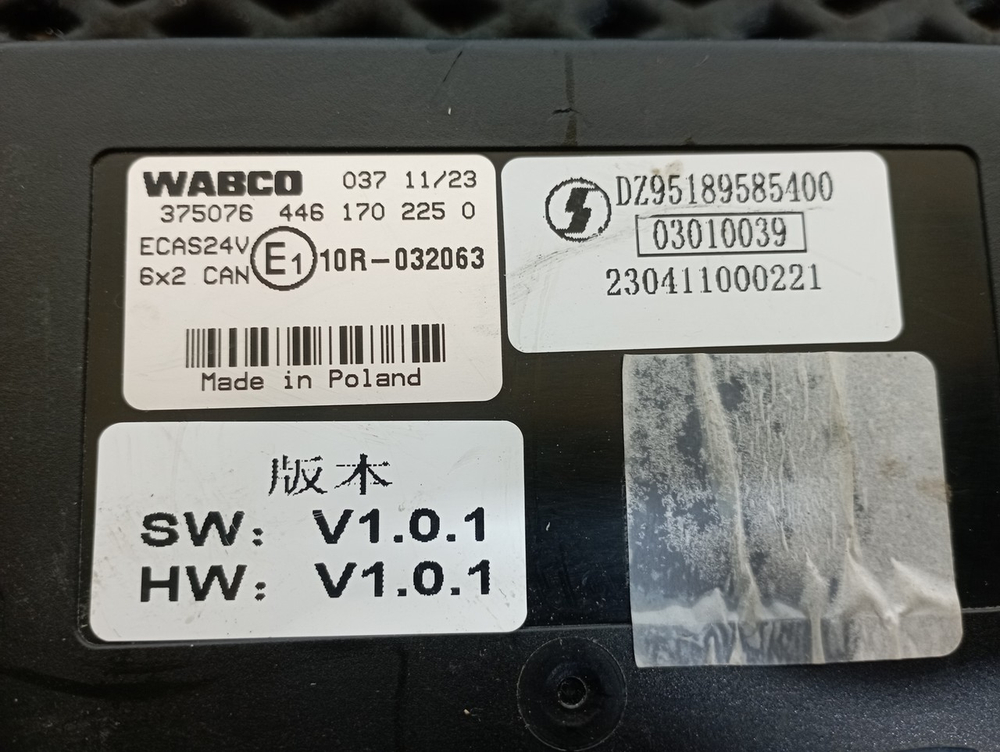 WABCO 037 11/23
375076 446 170 225 0
ECAS24V
6x2 CAN
E1 10R-032063
Made in Poland
DZ95189585400
03010039
230411000221
版本
SW: V1.0.1
HW: V1.0.1